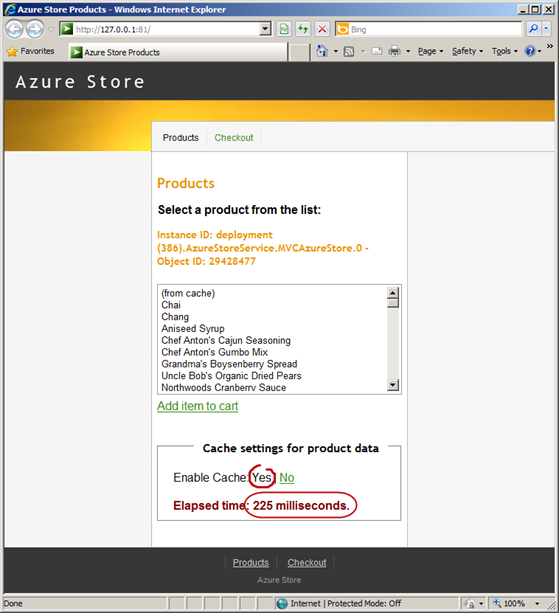 Azure Store Products - Windows Internet Explorer
http://127.0.0.1:81/
Bing
Favorites
Azure Store Products
Page
Safety
Tools
Azure Store
Products
Checkout
Products
Select a product from the list:
Instance ID: deployment
(386).AzureStoreService.MVCAzureStore.0 -
Object ID: 29428477
(from cache)
Chai
Chang
Aniseed Syrup
Chef Anton's Cajun Seasoning
Chef Anton's Gumbo Mix
Grandma's Boysenberry Spread
Uncle Bob's Organic Dried Pears
Northwoods Cranberry Sauce
Add item to cart
Cache settings for product data
Enable Cache: Yes | No
Elapsed time: 225 milliseconds.
Products
Checkout
Azure Store
Done
Internet | Protected Mode: Off
100%